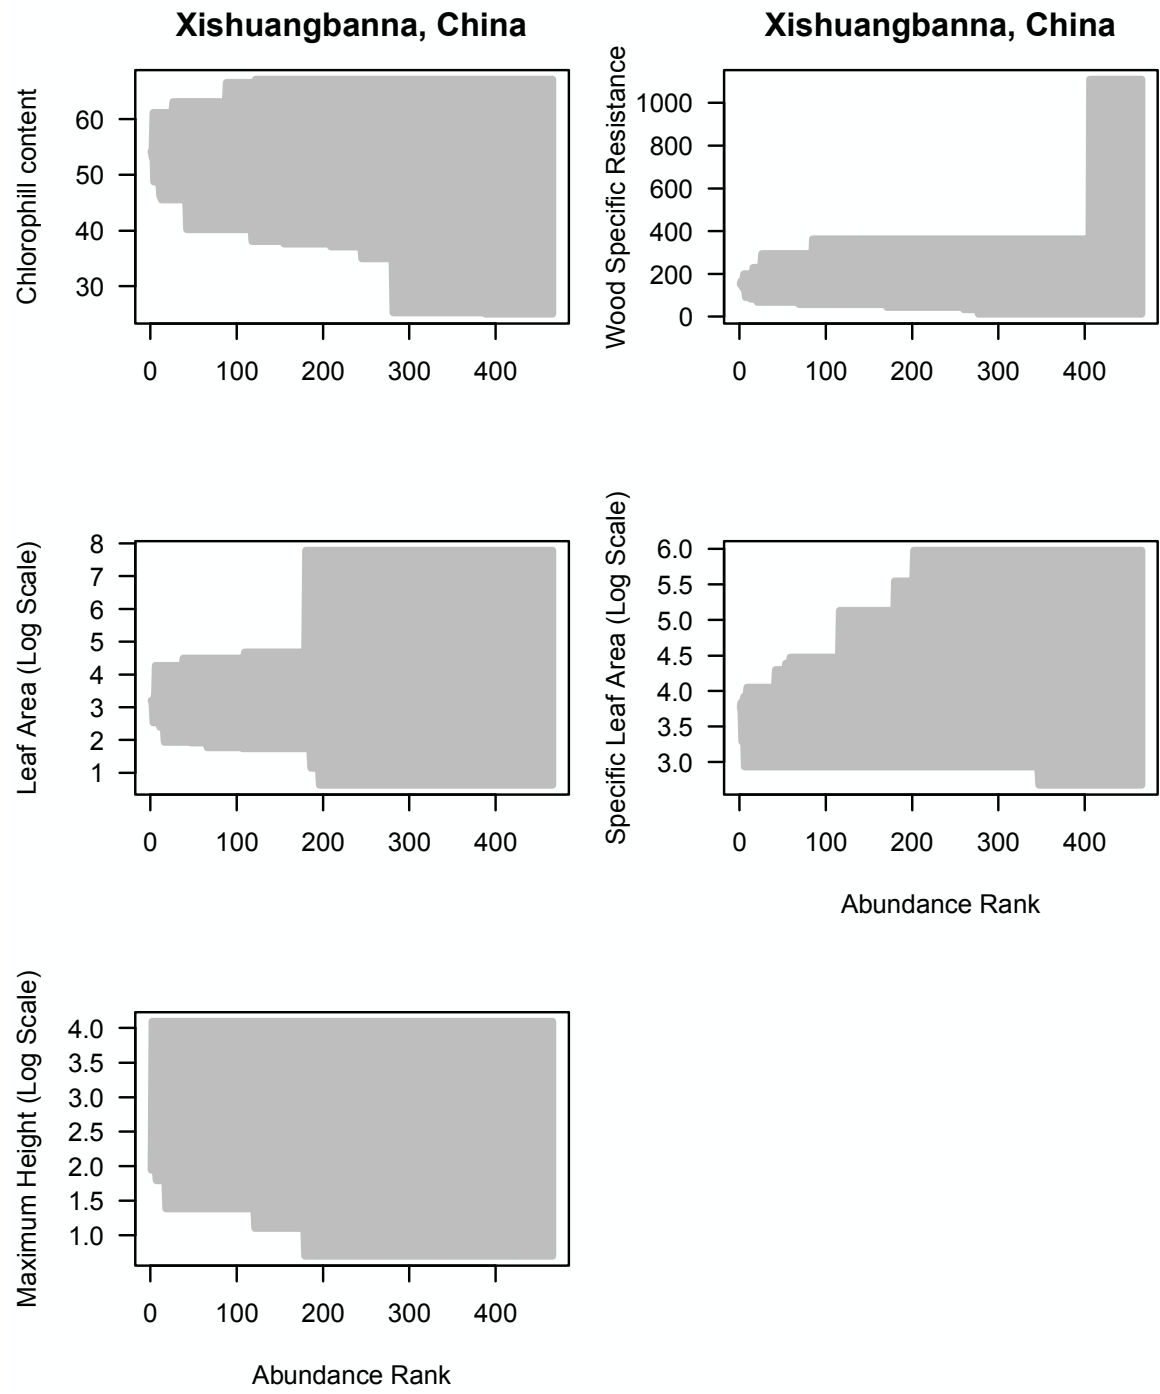 Xishuangbanna, China
Chlorophill content
60
50
40
30
0 100 200 300 400
Xishuangbanna, China
Wood Specific Resistance
1000
800
600
400
200
0
0 100 200 300 400
Leaf Area (Log Scale)
8
7
6
5
4
3
2
1
0 100 200 300 400
Specific Leaf Area (Log Scale)
6.0
5.5
5.0
4.5
4.0
3.5
3.0
0 100 200 300 400
Abundance Rank
Maximum Height (Log Scale)
4.0
3.5
3.0
2.5
2.0
1.5
1.0
0 100 200 300 400
Abundance Rank